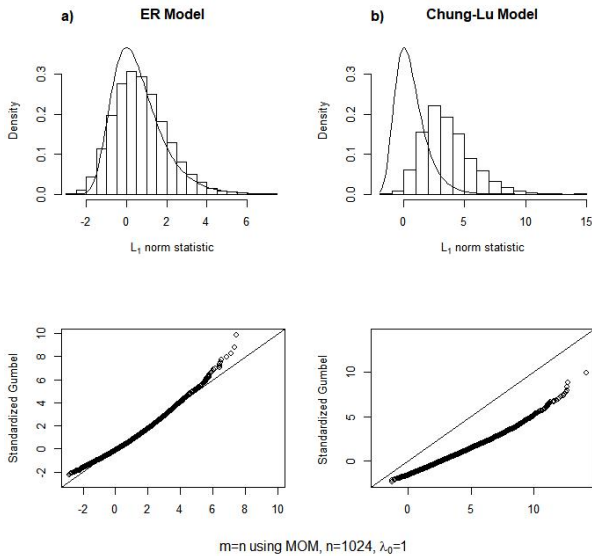 a) ER Model
b) Chung-Lu Model
Density
0.0 0.1 0.2 0.3
-2 0 2 4 6
L₁ norm statistic
Density
0.0 0.1 0.2 0.3
0 5 10 15
L₁ norm statistic
Standardized Gumbel
-2 0 2 4 6 8 10
-2 0 2 4 6 8 10
Standardized Gumbel
0 5 10
0 5 10
m=n using MOM, n=1024, λ₀=1